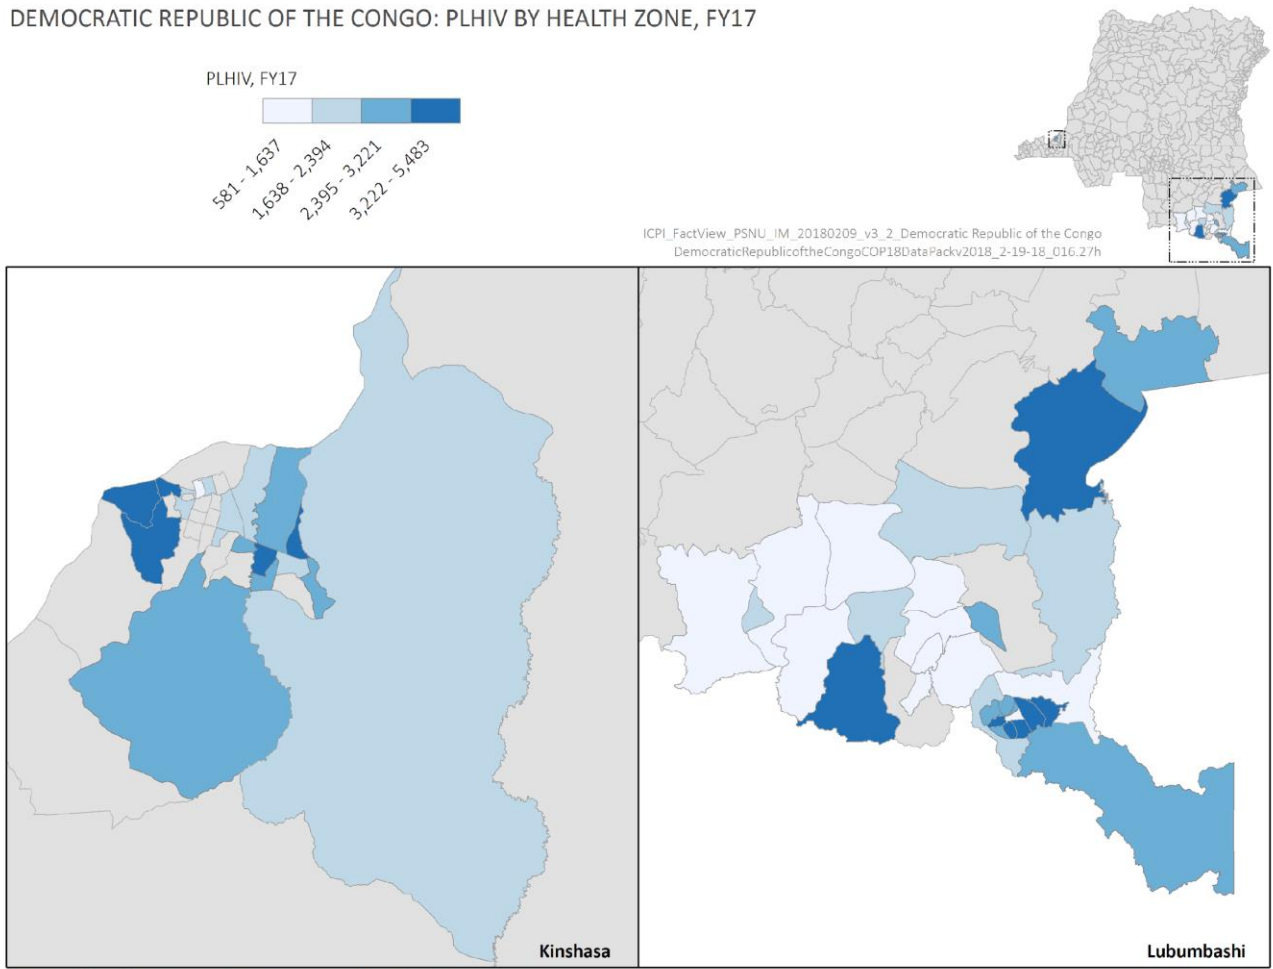 DEMOCRATIC REPUBLIC OF THE CONGO: PLHIV BY HEALTH ZONE, FY17
PLHIV, FY17
581 - 1,637
1,638 - 2,394
2,395 - 3,221
3,222 - 5,483
ICPI_FactView_PSNU_IM_20180209_v3_2_Democratic Republic of the Congo
DemocraticRepublicoftheCongoCOP18DataPackv2018_2-19-18_016.27h
Kinshasa
Lubumbashi